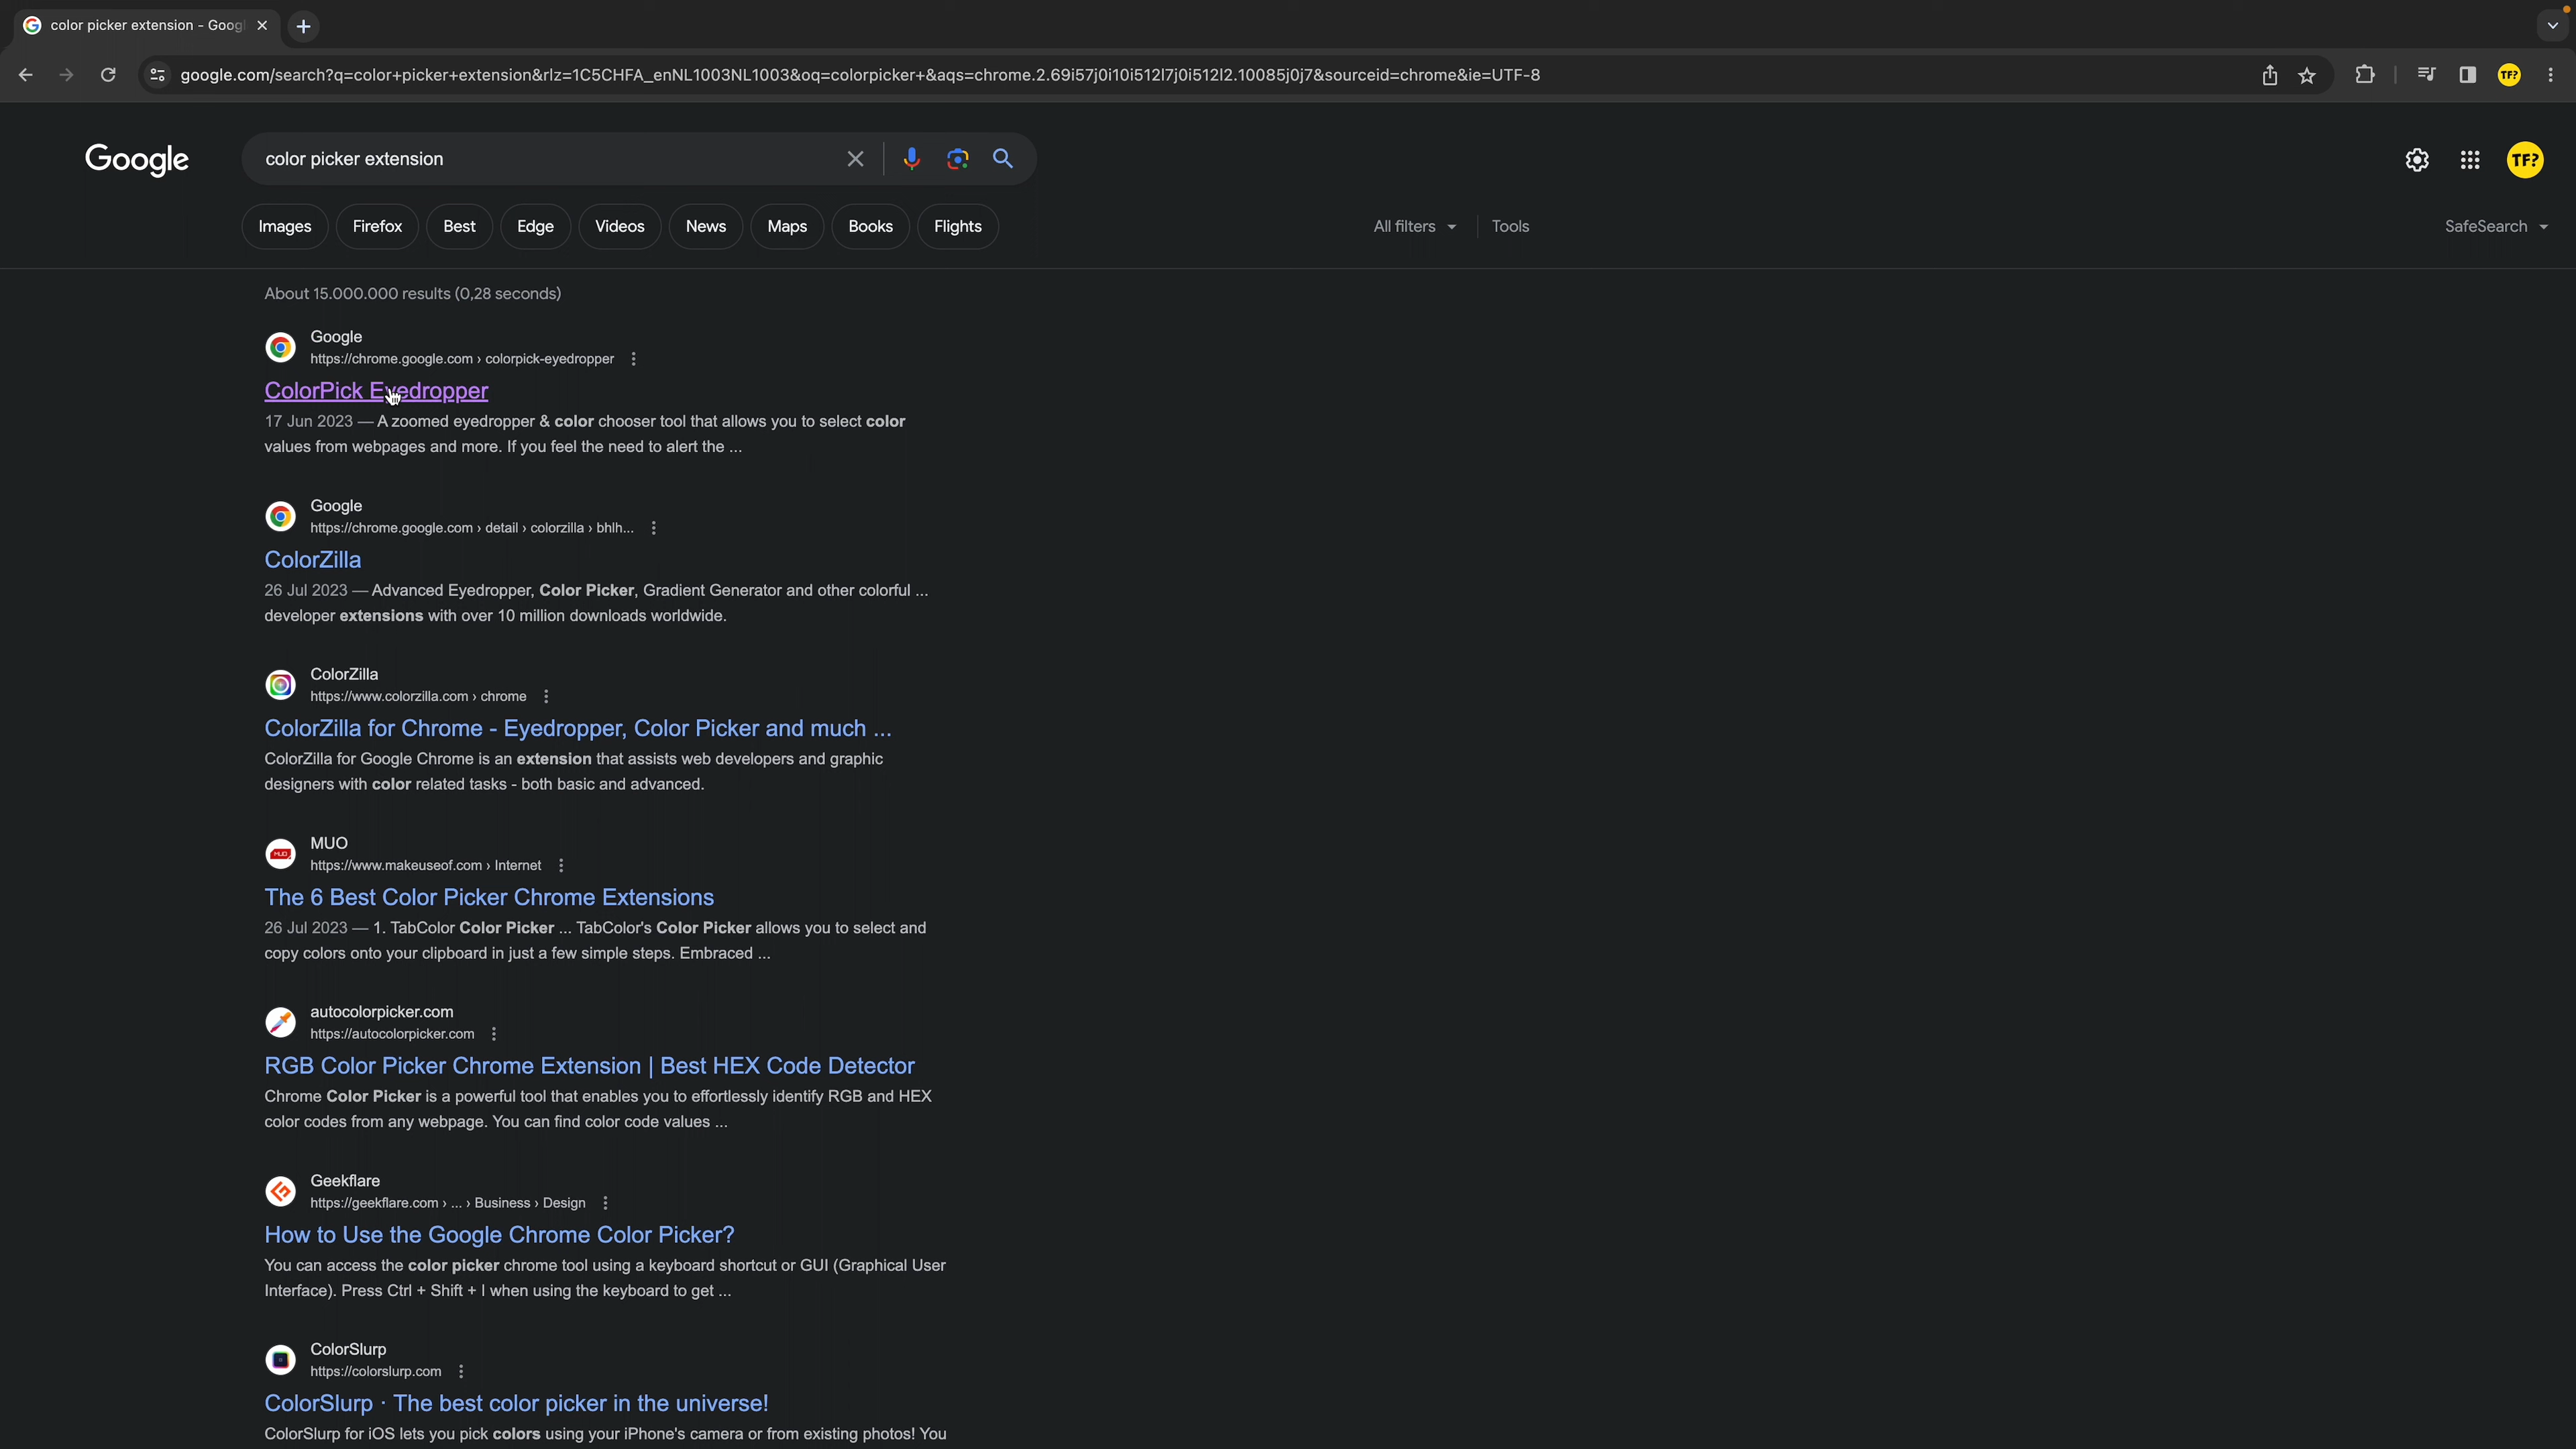 color picker extension - Goog
google.com/search?q=color+picker+extension&rlz=1C5CHFA_enNL1003NL1003&oq=colorpicker+&aqs=chrome.2.69i57j0i10i512l7j0i512l2.10085j0j7&sourceid=chrome&ie=UTF-8
TF?
Google
color picker extension
TF?
Images
Firefox
Best
Edge
Videos
News
Maps
Books
Flights
All filters
Tools
SafeSearch
About 15.000.000 results (0,28 seconds)
Google
https://chrome.google.com › colorpick-eyedropper
ColorPick Eyedropper
17 Jun 2023 — A zoomed eyedropper & color chooser tool that allows you to select color
values from webpages and more. If you feel the need to alert the ...
Google
https://chrome.google.com › detail › colorzilla › bhlh...
ColorZilla
26 Jul 2023 — Advanced Eyedropper, Color Picker, Gradient Generator and other colorful ...
developer extensions with over 10 million downloads worldwide.
ColorZilla
https://www.colorzilla.com › chrome
ColorZilla for Chrome - Eyedropper, Color Picker and much ...
ColorZilla for Google Chrome is an extension that assists web developers and graphic
designers with color related tasks - both basic and advanced.
MUO
MUO
https://www.makeuseof.com › Internet
The 6 Best Color Picker Chrome Extensions
26 Jul 2023 — 1. TabColor Color Picker ... TabColor's Color Picker allows you to select and
copy colors onto your clipboard in just a few simple steps. Embraced ...
autocolorpicker.com
https://autocolorpicker.com
RGB Color Picker Chrome Extension | Best HEX Code Detector
Chrome Color Picker is a powerful tool that enables you to effortlessly identify RGB and HEX
color codes from any webpage. You can find color code values ...
Geekflare
https://geekflare.com › ... › Business › Design
How to Use the Google Chrome Color Picker?
You can access the color picker chrome tool using a keyboard shortcut or GUI (Graphical User
Interface). Press Ctrl + Shift + I when using the keyboard to get ...
ColorSlurp
https://colorslurp.com
ColorSlurp · The best color picker in the universe!
ColorSlurp for iOS lets you pick colors using your iPhone's camera or from existing photos! You